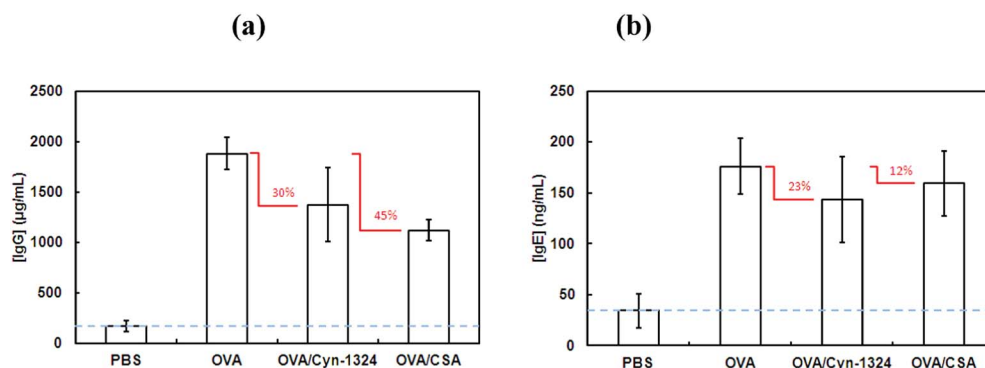 (a)
(b)
[IgG] (µg/mL)
2500
2000
1500
1000
500
0
30%
45%
PBS OVA OVA/Cyn-1324 OVA/CSA
[IgE] (ng/mL)
250
200
150
100
50
0
23%
12%
PBS OVA OVA/Cyn-1324 OVA/CSA